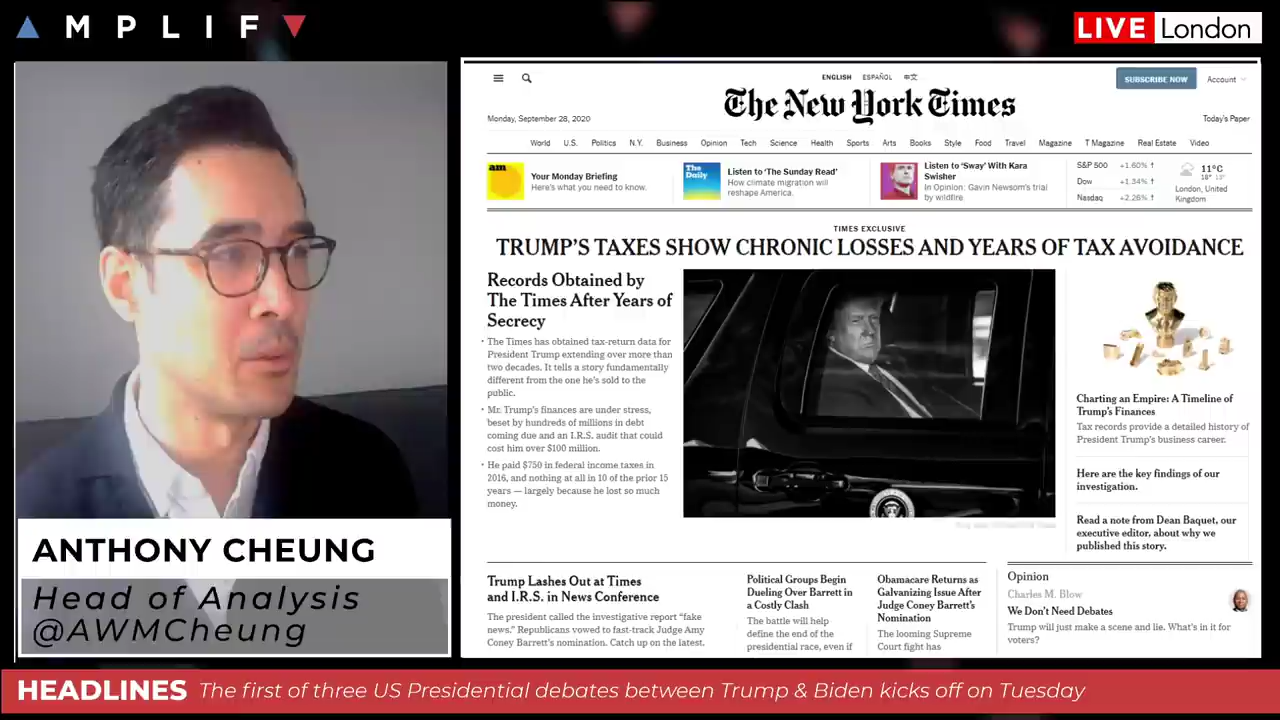 AMPLIFY
LIVE London
ENGLISH ESPAÑOL 中文
SUBSCRIBE NOW
Account
The New York Times
Monday, September 28, 2020
Today's Paper
World U.S. Politics N.Y. Business Opinion Tech Science Health Sports Arts Books Style Food Travel Magazine T Magazine Real Estate Video
am
Your Monday Briefing
Here's what you need to know.
The Daily
Listen to 'The Sunday Read'
How climate migration will
reshape America.
Listen to 'Sway' With Kara
Swisher
In Opinion: Gavin Newsom's trial
by wildfire
S&P 500 +1.60% ↑
Dow +1.34% ↑
Nasdaq +2.26% ↑
11°C
London, United
Kingdom
TIMES EXCLUSIVE
TRUMP'S TAXES SHOW CHRONIC LOSSES AND YEARS OF TAX AVOIDANCE
Records Obtained by
The Times After Years of
Secrecy
• The Times has obtained tax-return data for
President Trump extending over more than
two decades. It tells a story fundamentally
different from the one he's sold to the
public.
• Mr. Trump's finances are under stress,
beset by hundreds of millions in debt
coming due and an I.R.S. audit that could
cost him over $100 million.
• He paid $750 in federal income taxes in
2016, and nothing at all in 10 of the prior 15
years — largely because he lost so much
money.
Charting an Empire: A Timeline of
Trump's Finances
Tax records provide a detailed history of
President Trump's business career.
Here are the key findings of our
investigation.
Read a note from Dean Baquet, our
executive editor, about why we
published this story.
Trump Lashes Out at Times
and I.R.S. in News Conference
The president called the investigative report "fake
news." Republicans vowed to fast-track Judge Amy
Coney Barrett's nomination. Catch up on the latest.
Political Groups Begin
Dueling Over Barrett in
a Costly Clash
The battle will help
define the end of the
presidential race, even if
Obamacare Returns as
Galvanizing Issue After
Judge Coney Barrett's
Nomination
The looming Supreme
Court fight has
Opinion
Charles M. Blow
We Don't Need Debates
Trump will just make a scene and lie. What's in it for
voters?
ANTHONY CHEUNG
Head of Analysis
@AWMCheung
HEADLINES The first of three US Presidential debates between Trump & Biden kicks off on Tuesday